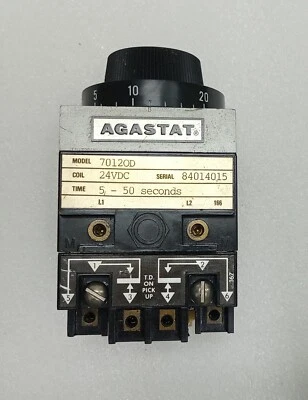 5 10 20
AGASTAT®
MODEL 7012OD
COIL 24VDC SERIAL 84014015
TIME 5 - 50 seconds
L1 L2 166
M
1 2
5 T.D. 6
ON
3 PICK 4
UP